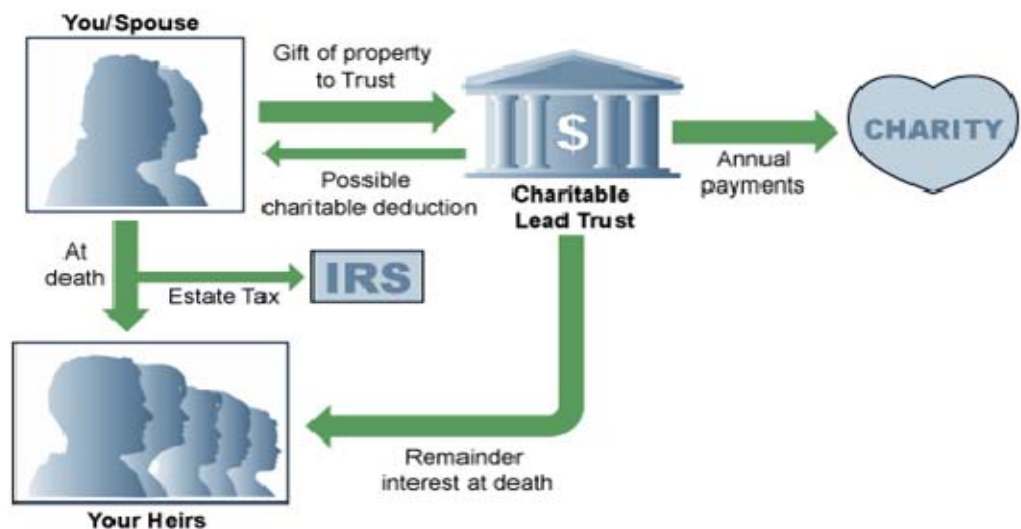 You/Spouse
Gift of property
to Trust
$
CHARITY
Possible
charitable deduction
Annual
payments
Charitable
Lead Trust
At
death
Estate Tax
IRS
Remainder
interest at death
Your Heirs